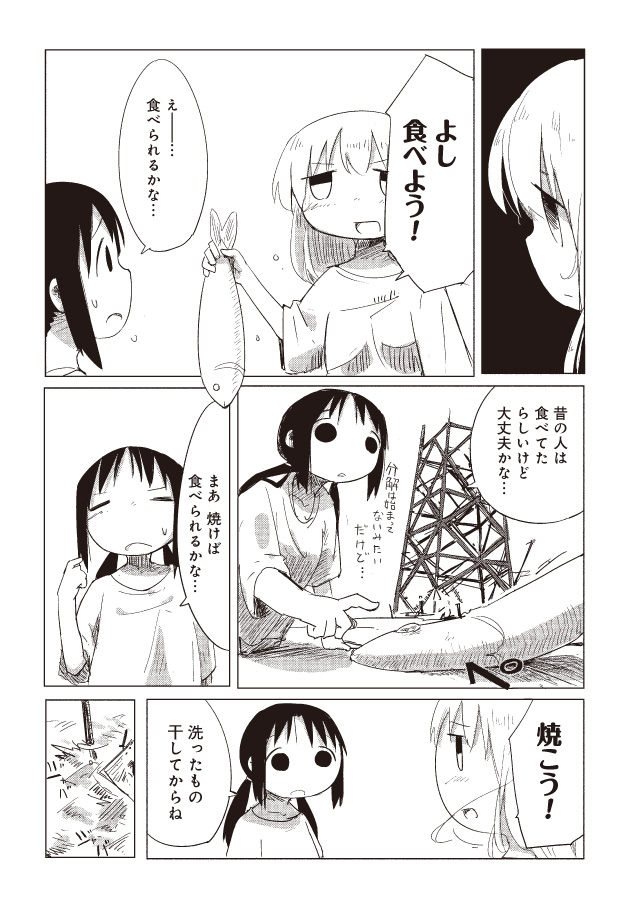 よし
食べよう!
え――…
食べられるかな…
昔の人は
食べてた
らしいけど
大丈夫かな…
分解は始まって
ないみたい
だけど…
まあ 焼けば
食べられるかな…
焼こう!
洗ったもの
干してからね